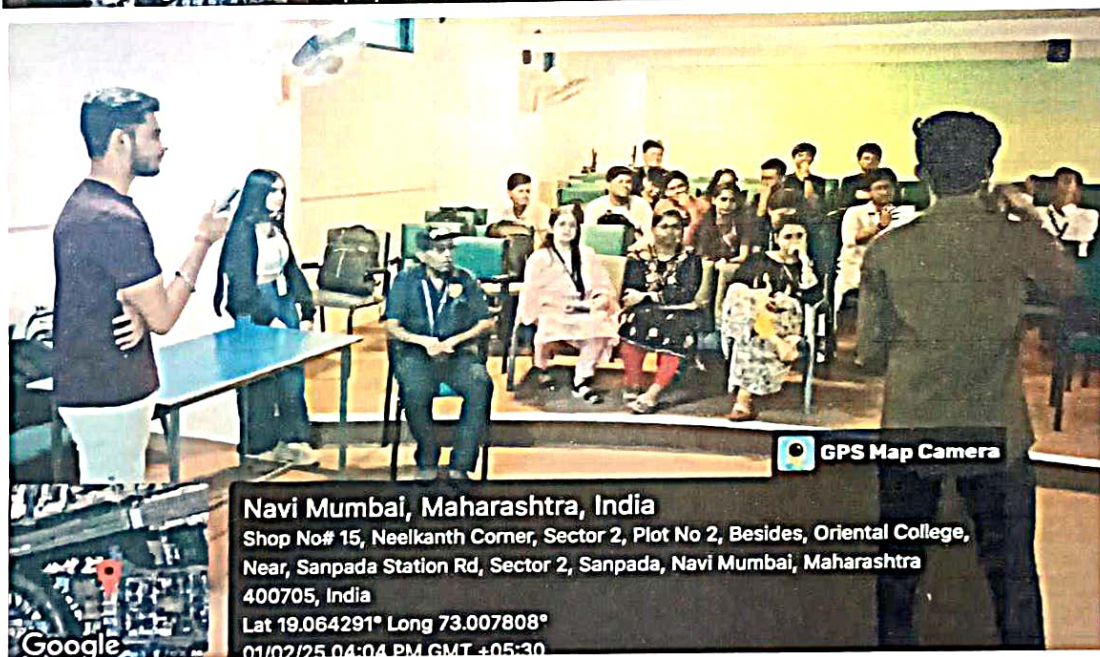 GPS Map Camera
Navi Mumbai, Maharashtra, India
Shop No# 15, Neelkanth Corner, Sector 2, Plot No 2, Besides, Oriental College,
Near, Sanpada Station Rd, Sector 2, Sanpada, Navi Mumbai, Maharashtra
400705, India
Lat 19.064291° Long 73.007808°
01/02/25 04:04 PM GMT +05:30
Google